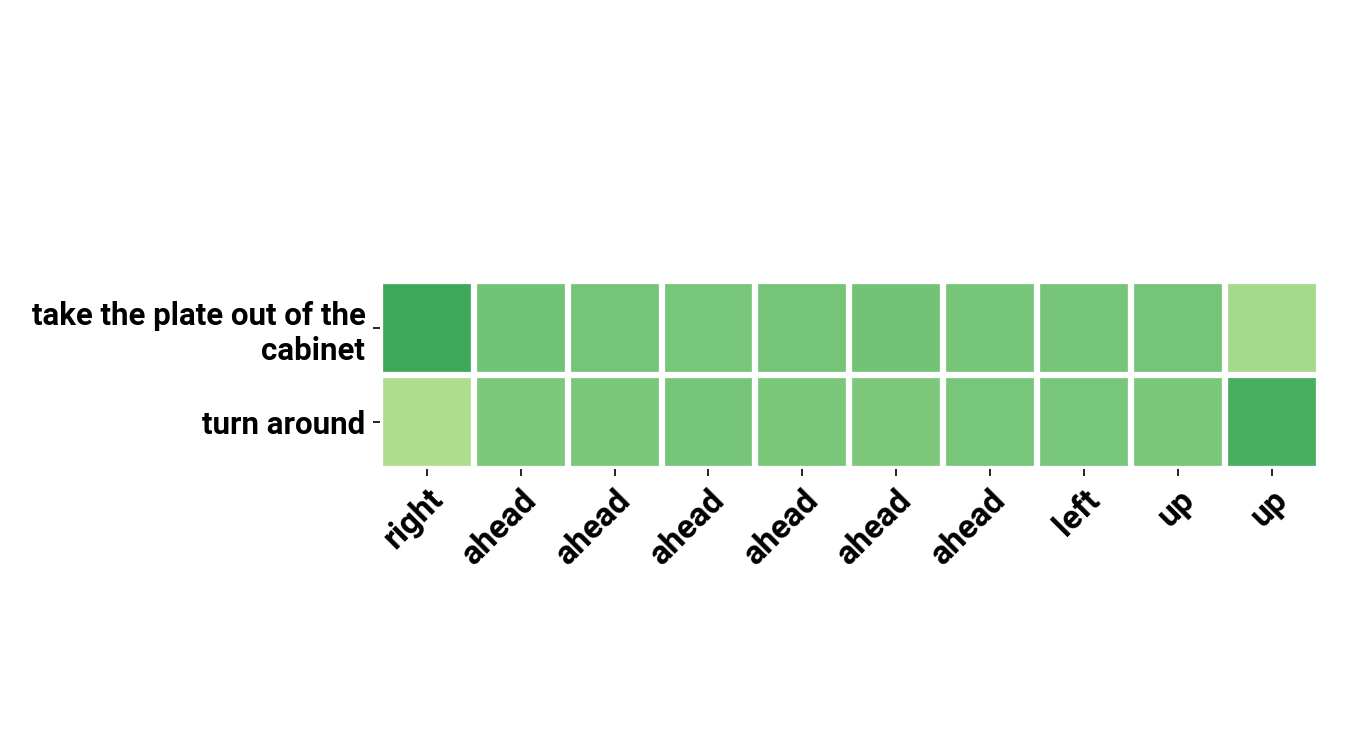 take the plate out of the
cabinet
turn around
right
ahead
ahead
ahead
ahead
ahead
ahead
left
up
up